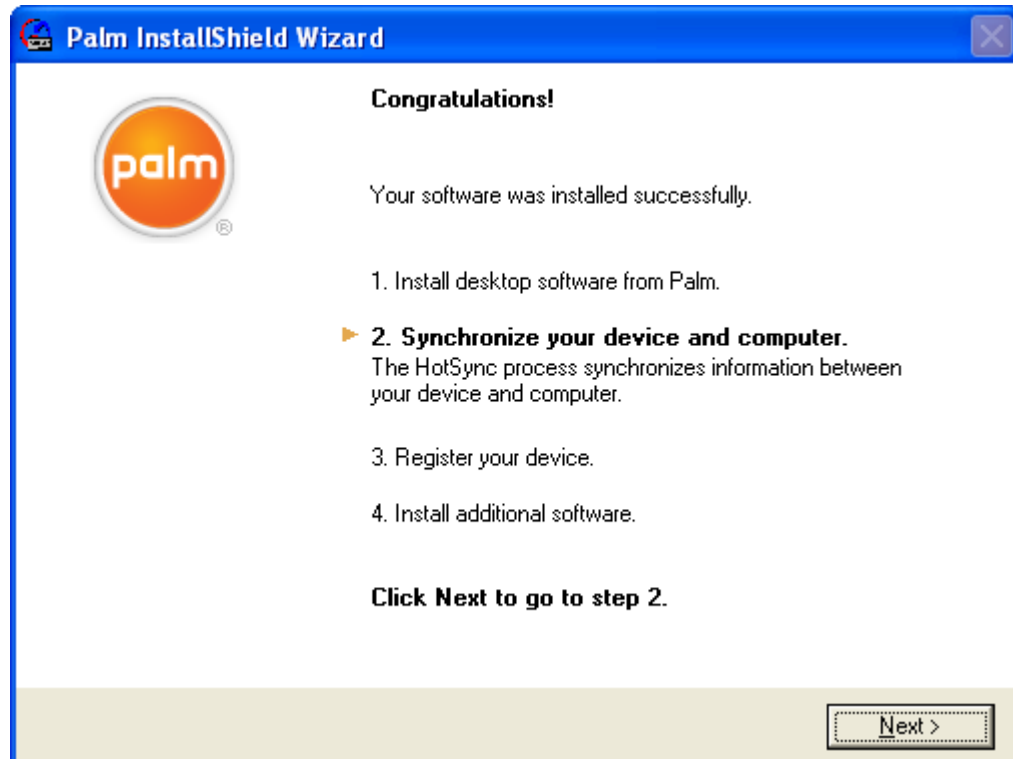 Palm InstallShield Wizard
Congratulations!
palm
®
Your software was installed successfully.
1. Install desktop software from Palm.
2. Synchronize your device and computer.
The HotSync process synchronizes information between
your device and computer.
3. Register your device.
4. Install additional software.
Click Next to go to step 2.
Next >